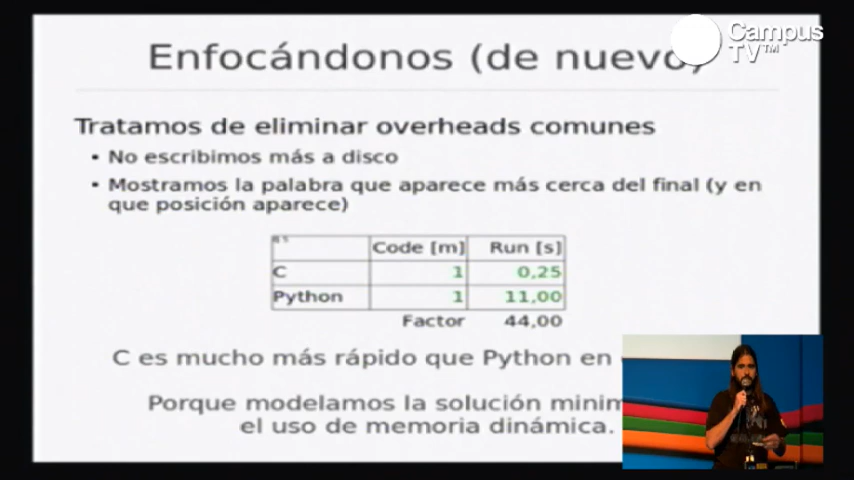 Campus
TV™
Enfocándonos (de nuevo)
Tratamos de eliminar overheads comunes
• No escribimos más a disco
• Mostramos la palabra que aparece más cerca del final (y en
que posición aparece)
Code [m] Run [s]
C 1 0,25
Python 1 11,00
Factor 44,00
C es mucho más rápido que Python en
Porque modelamos la solución
el uso de memoria dinámica.